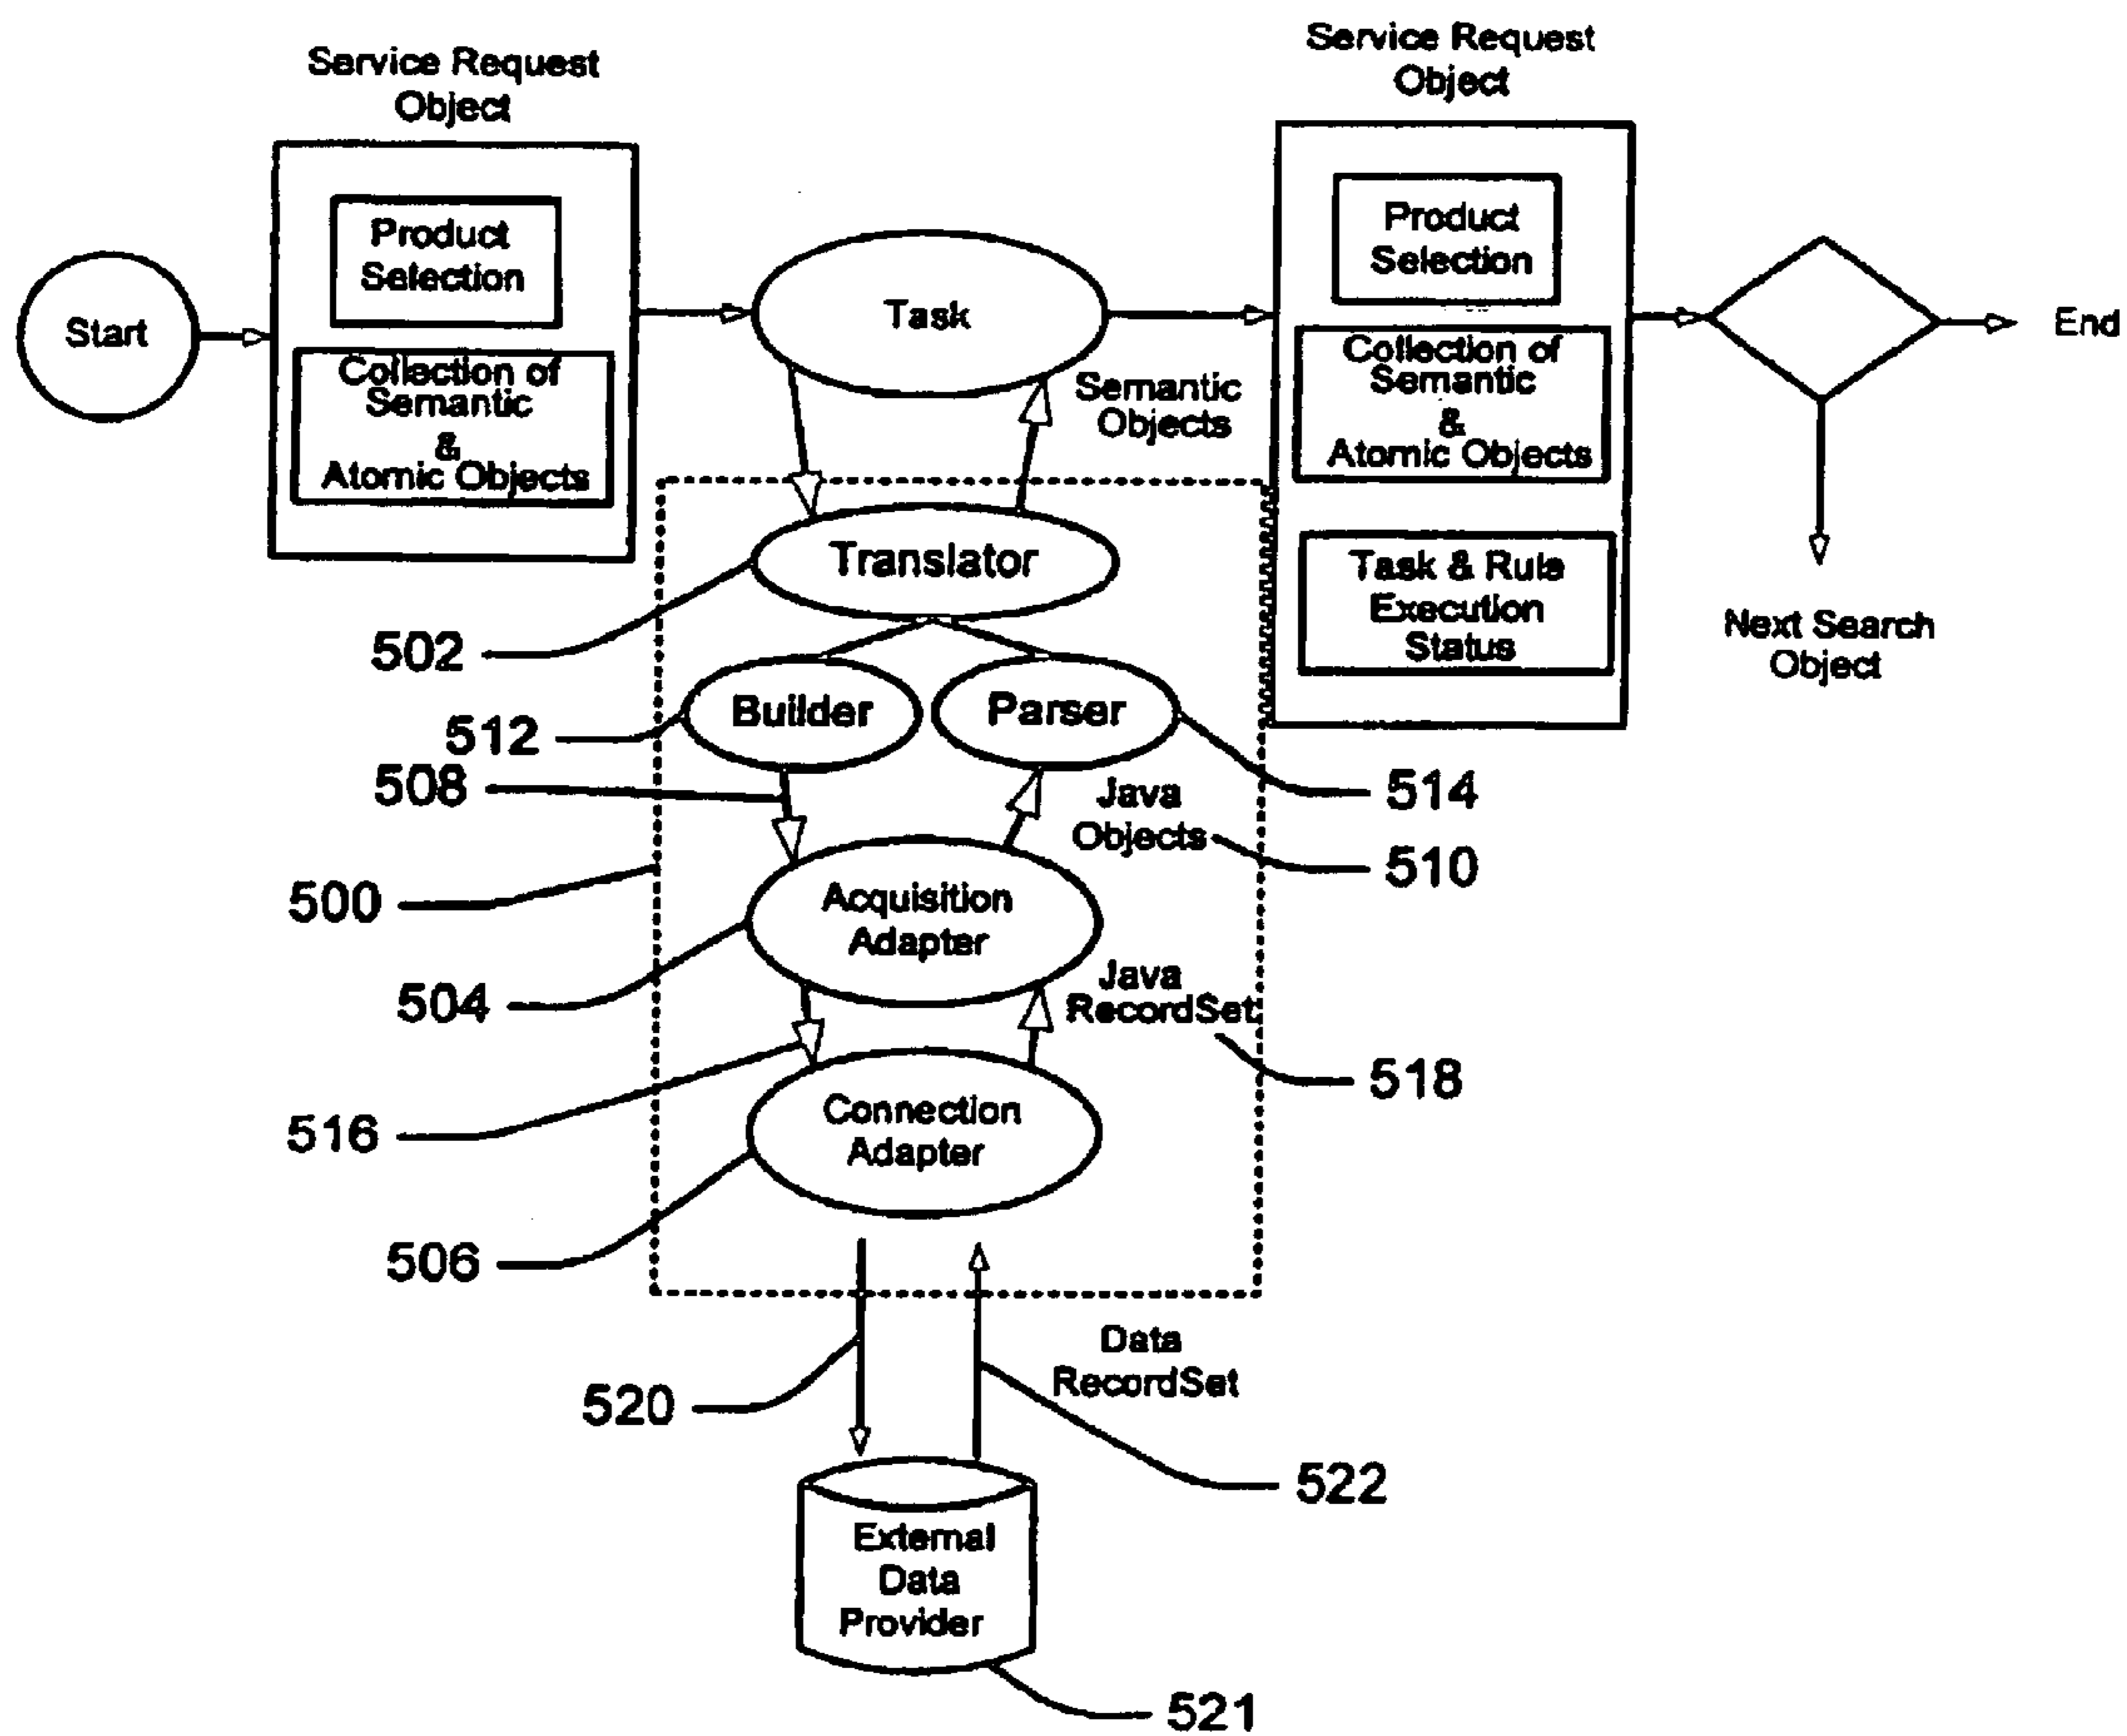 Service Request
Object
Product
Selection
Collection of
Semantic
&
Atomic Objects
Start
Task
Semantic
Objects
Service Request
Object
Product
Selection
Collection of
Semantic
&
Atomic Objects
Task & Rule
Execution
Status
End
Next Search
Object
Translator
502
Builder
Parser
512
508
514
Java
Objects
510
500
Acquisition
Adapter
504
Java
RecordSet
518
516
Connection
Adapter
506
Data
RecordSet
520
522
External
Data
Provider
521